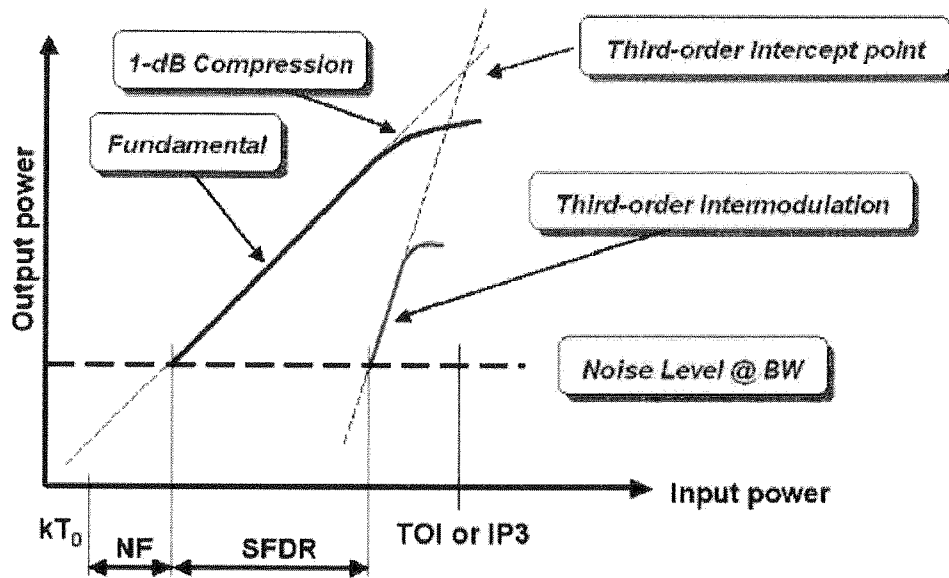 1-dB Compression
Third-order Intercept point
Fundamental
Third-order Intermodulation
Output power
Noise Level @ BW
Input power
kT0
NF
SFDR
TOI or IP3